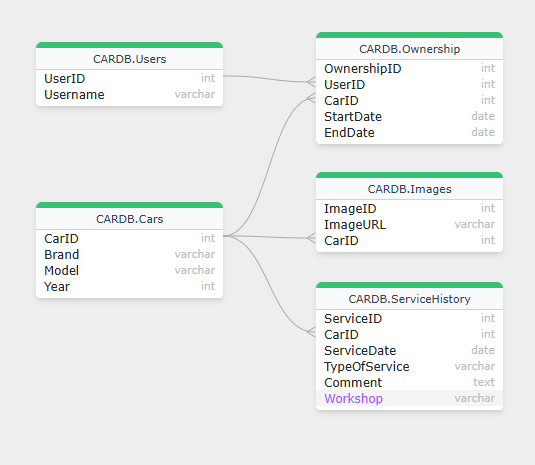 CARDB.Users
UserID int
Username varchar
CARDB.Ownership
OwnershipID int
UserID int
CarID int
StartDate date
EndDate date
CARDB.Cars
CarID int
Brand varchar
Model varchar
Year int
CARDB.Images
ImageID int
ImageURL varchar
CarID int
CARDB.ServiceHistory
ServiceID int
CarID int
ServiceDate date
TypeOfService varchar
Comment text
Workshop varchar